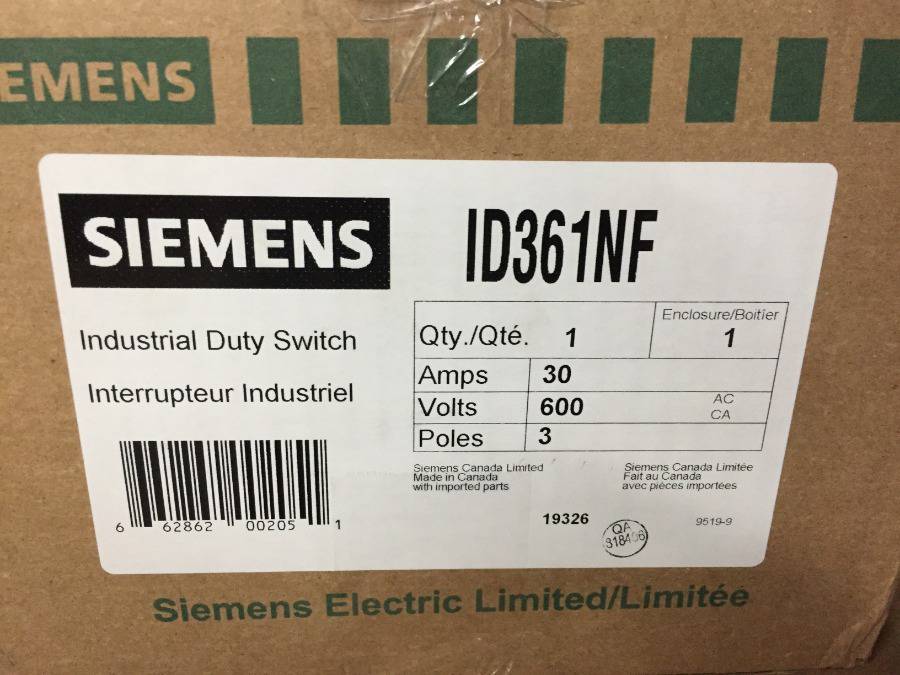 EMENS
SIEMENS
ID361NF
Industrial Duty Switch
Interrupteur Industriel
Qty./Qté. 1
Enclosure/Boîtier
1
Amps 30
Volts 600 AC
CA
Poles 3
Siemens Canada Limited
Made in Canada
with imported parts
Siemens Canada Limitée
Fait au Canada
avec pièces importées
6 62862 00205 1
19326
QA
318496
9519-9
Siemens Electric Limited/Limitée